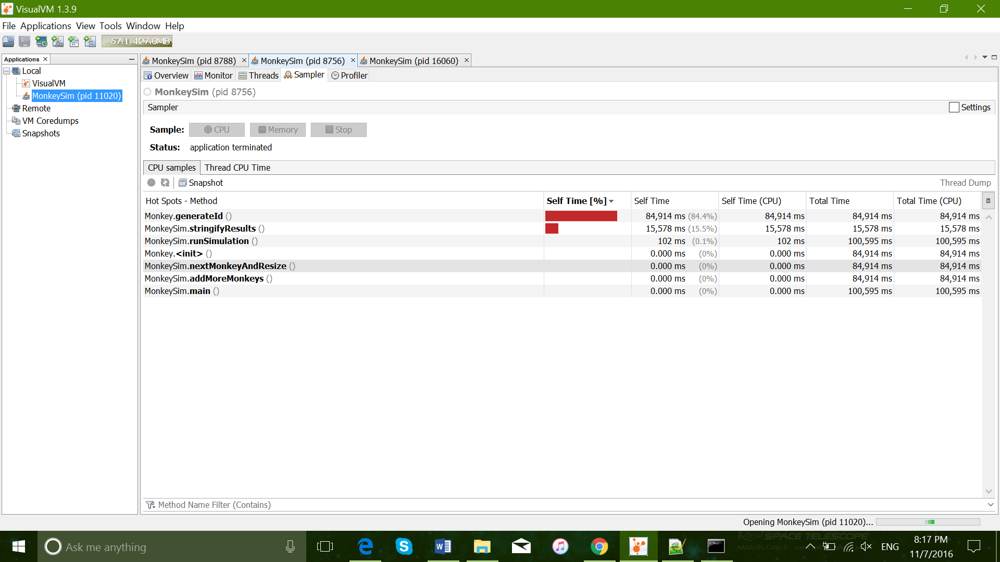 VisualVM 1.3.9
File Applications View Tools Window Help
57.1/127.0MB
Applications
MonkeySim (pid 8788) MonkeySim (pid 8756) MonkeySim (pid 16060)
Local
VisualVM
MonkeySim (pid 11020)
Remote
VM Coredumps
Snapshots
Overview Monitor Threads Sampler Profiler
MonkeySim (pid 8756)
Sampler Settings
Sample: CPU Memory Stop
Status: application terminated
CPU samples Thread CPU Time
Snapshot Thread Dump
Hot Spots - Method Self Time [%] Self Time Self Time (CPU) Total Time Total Time (CPU)
Monkey.generateId () 84,914 ms (84.4%) 84,914 ms 84,914 ms 84,914 ms
MonkeySim.stringifyResults () 15,578 ms (15.5%) 15,578 ms 15,578 ms 15,578 ms
MonkeySim.runSimulation () 102 ms (0.1%) 102 ms 100,595 ms 100,595 ms
Monkey.<init> () 0.000 ms (0%) 0.000 ms 84,914 ms 84,914 ms
MonkeySim.nextMonkeyAndResize () 0.000 ms (0%) 0.000 ms 84,914 ms 84,914 ms
MonkeySim.addMoreMonkeys () 0.000 ms (0%) 0.000 ms 84,914 ms 84,914 ms
MonkeySim.main () 0.000 ms (0%) 0.000 ms 100,595 ms 100,595 ms
Method Name Filter (Contains)
Opening MonkeySim (pid 11020)...
Ask me anything
SPACE TELESCOPE
NASA/JPL-Caltech
ENG
8:17 PM
11/7/2016